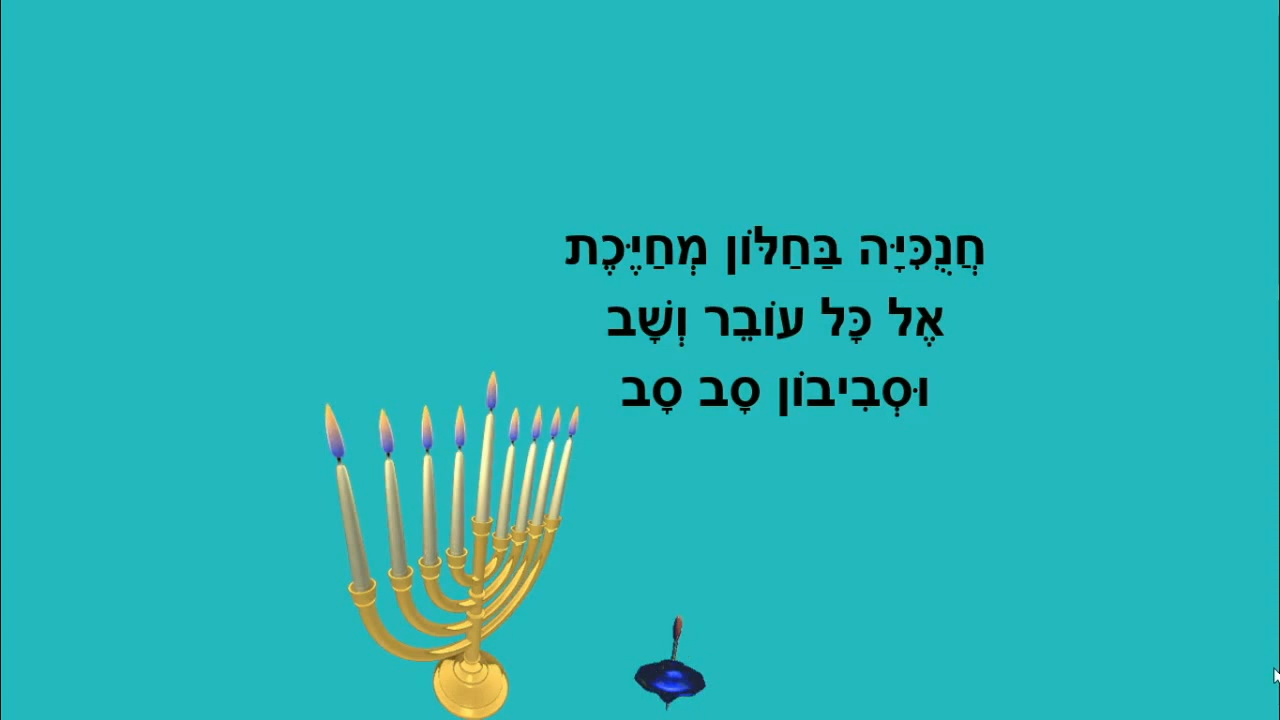 חֲנֻכִּיָּה בַּחַלּוֹן מְחַיֶּכֶת
אֶל כָּל עוֹבֵר וְשָׁב
וּסְבִיבוֹן סָב סָב